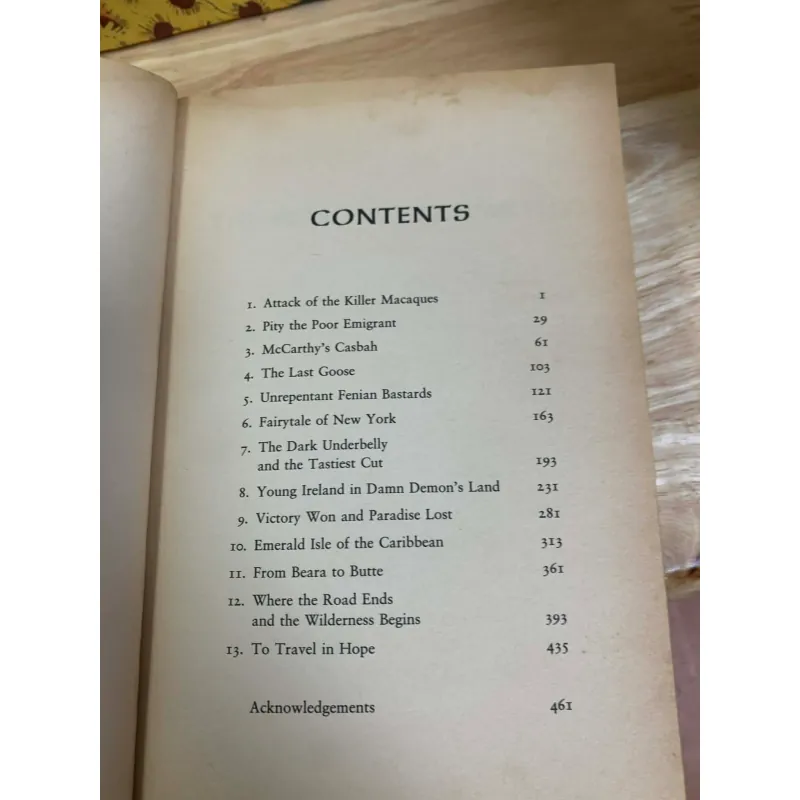 CONTENTS
1. Attack of the Killer Macaques 1
2. Pity the Poor Emigrant 29
3. McCarthy's Casbah 61
4. The Last Goose 103
5. Unrepentant Fenian Bastards 121
6. Fairytale of New York 163
7. The Dark Underbelly
and the Tastiest Cut 193
8. Young Ireland in Damn Demon's Land 231
9. Victory Won and Paradise Lost 281
10. Emerald Isle of the Caribbean 313
11. From Beara to Butte 361
12. Where the Road Ends
and the Wilderness Begins 393
13. To Travel in Hope 435
Acknowledgements 461